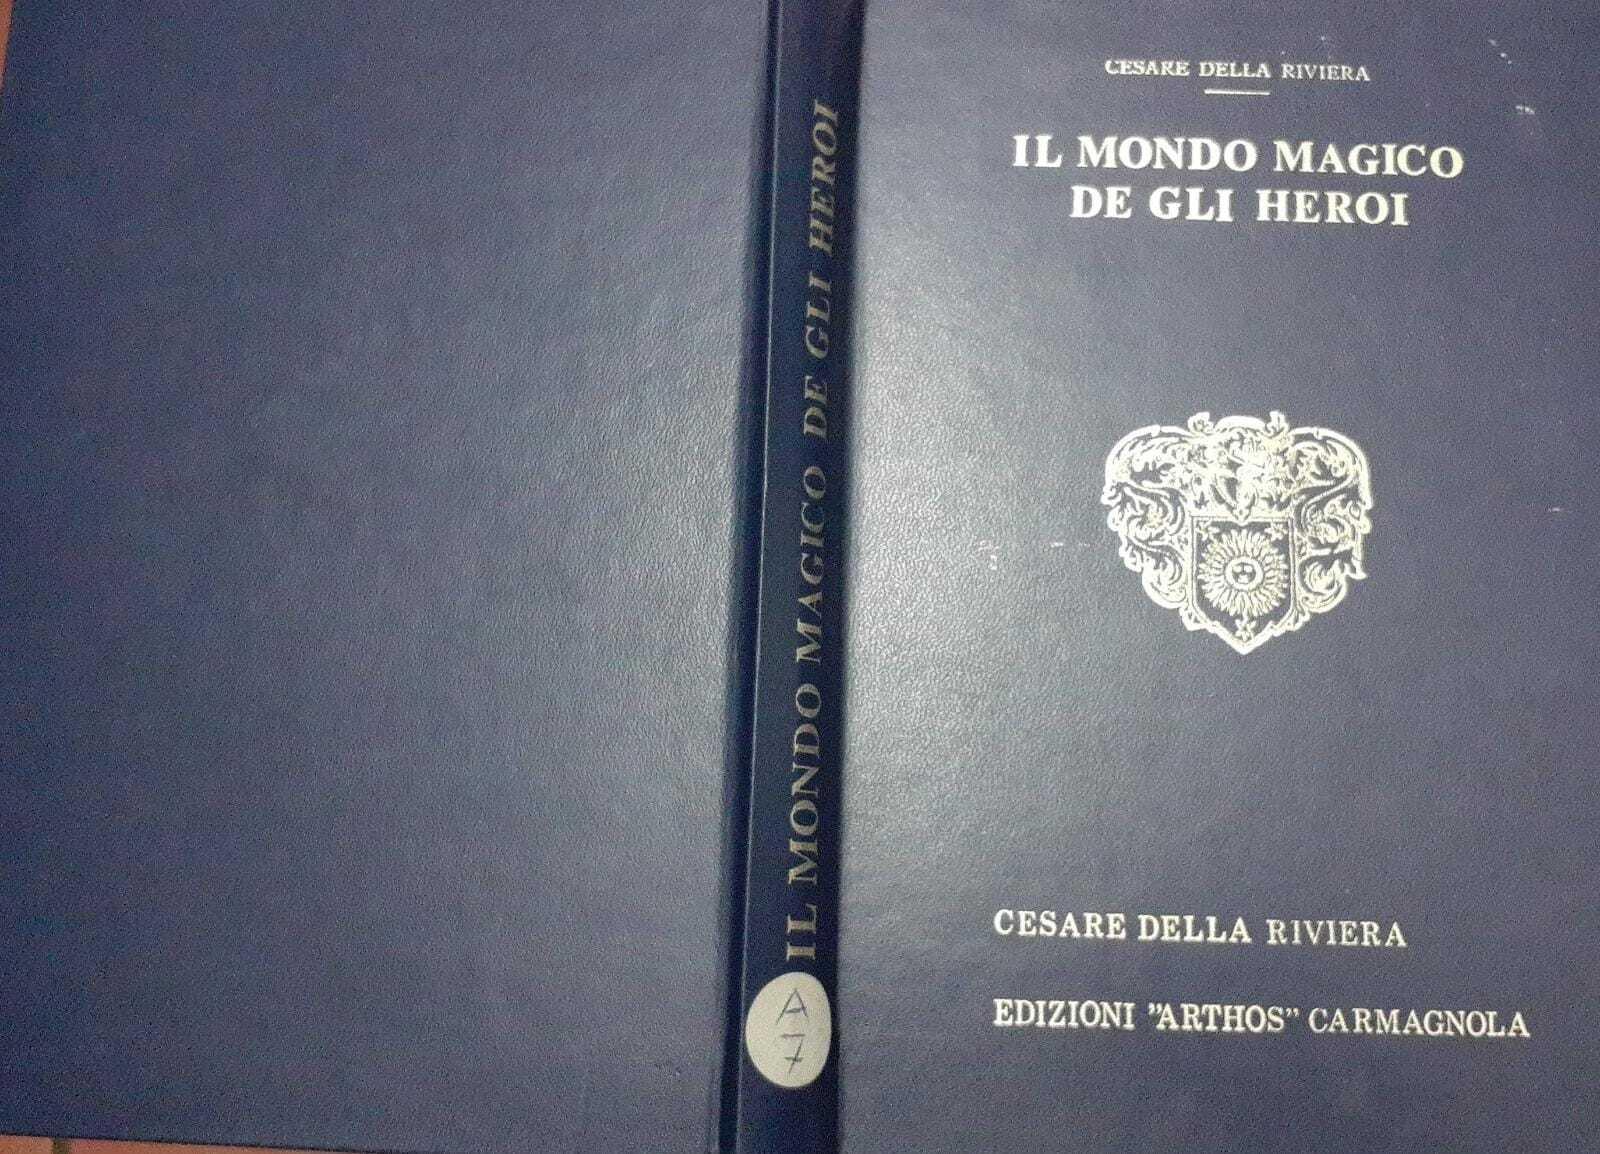 IL MONDO MAGICO DE GLI HEROI
A
7
CESARE DELLA RIVIERA
IL MONDO MAGICO
DE GLI HEROI
CESARE DELLA RIVIERA
EDIZIONI "ARTHOS" CARMAGNOLA